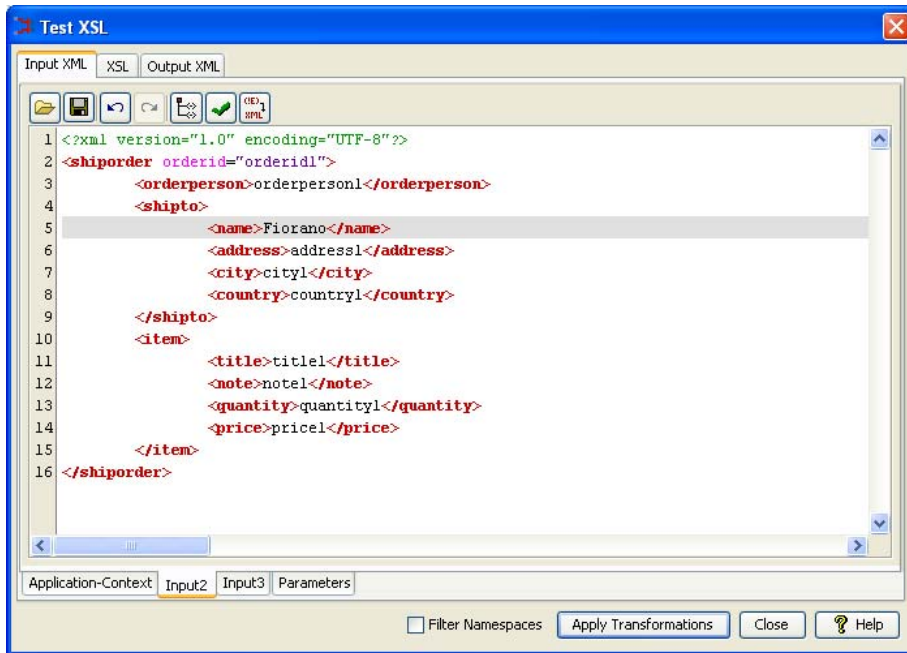 Test XSL
Input XML XSL Output XML
(!E) XML
1 <?xml version="1.0" encoding="UTF-8"?>
2 <shiporder orderid="orderid1">
3 <orderperson>orderperson1</orderperson>
4 <shipto>
5 <name>Fiorano</name>
6 <address>address1</address>
7 <city>city1</city>
8 <country>country1</country>
9 </shipto>
10 <item>
11 <title>title1</title>
12 <note>note1</note>
13 <quantity>quantity1</quantity>
14 <price>price1</price>
15 </item>
16 </shiporder>
Application-Context Input2 Input3 Parameters
Filter Namespaces Apply Transformations Close ? Help